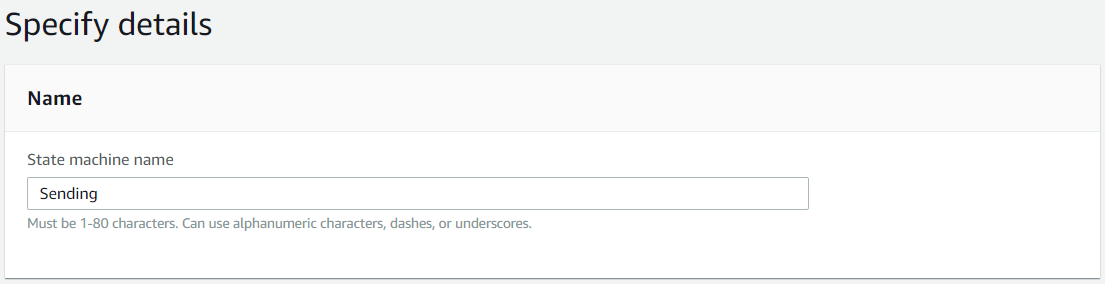 Specify details
Name
State machine name
Sending
Must be 1-80 characters. Can use alphanumeric characters, dashes, or underscores.